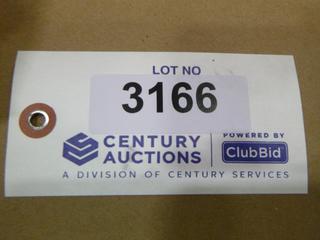 LOT NO
3166
CENTURY
AUCTIONS
POWERED BY
ClubBid
A DIVISION OF CENTURY SERVICES